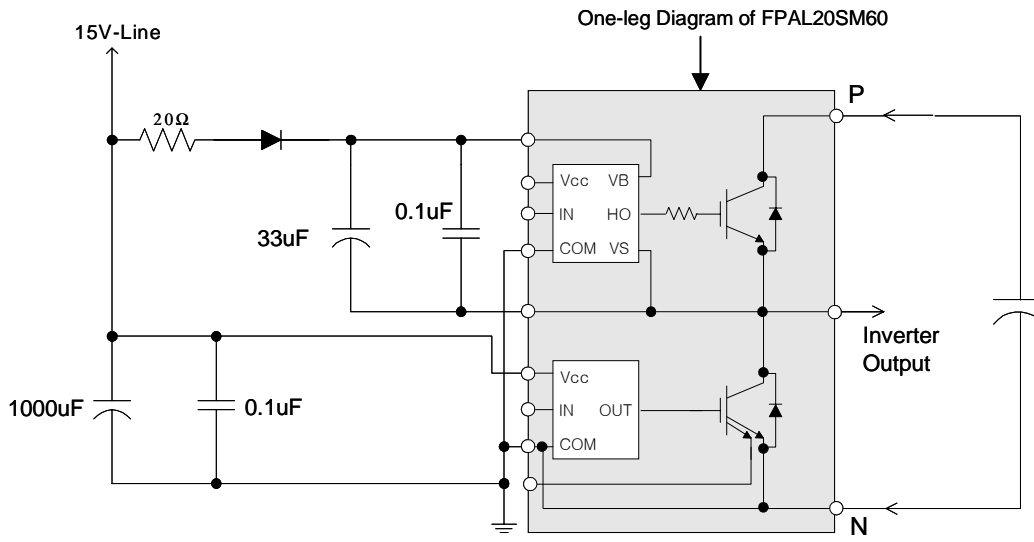 One-leg Diagram of FPAL20SM60
15V-Line
P
20Ω
Vcc VB
0.1uF
IN HO
33uF
COM VS
Inverter
Output
Vcc
1000uF
0.1uF
IN OUT
COM
N